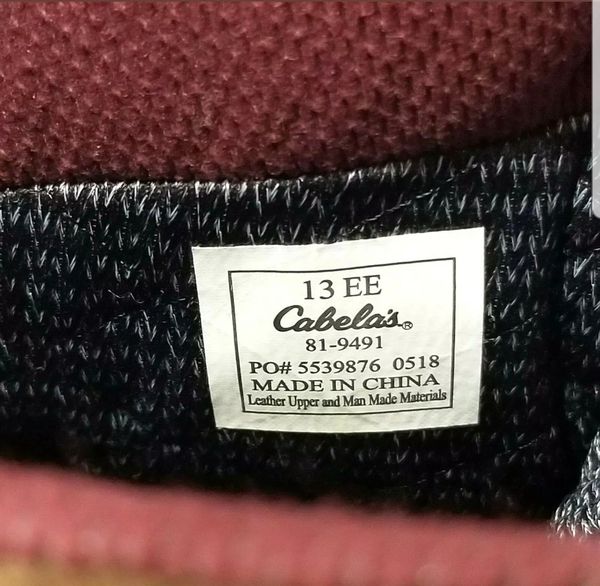 13 EE
Cabela's®
81-9491
PO# 5539876 0518
MADE IN CHINA
Leather Upper and Man Made Materials